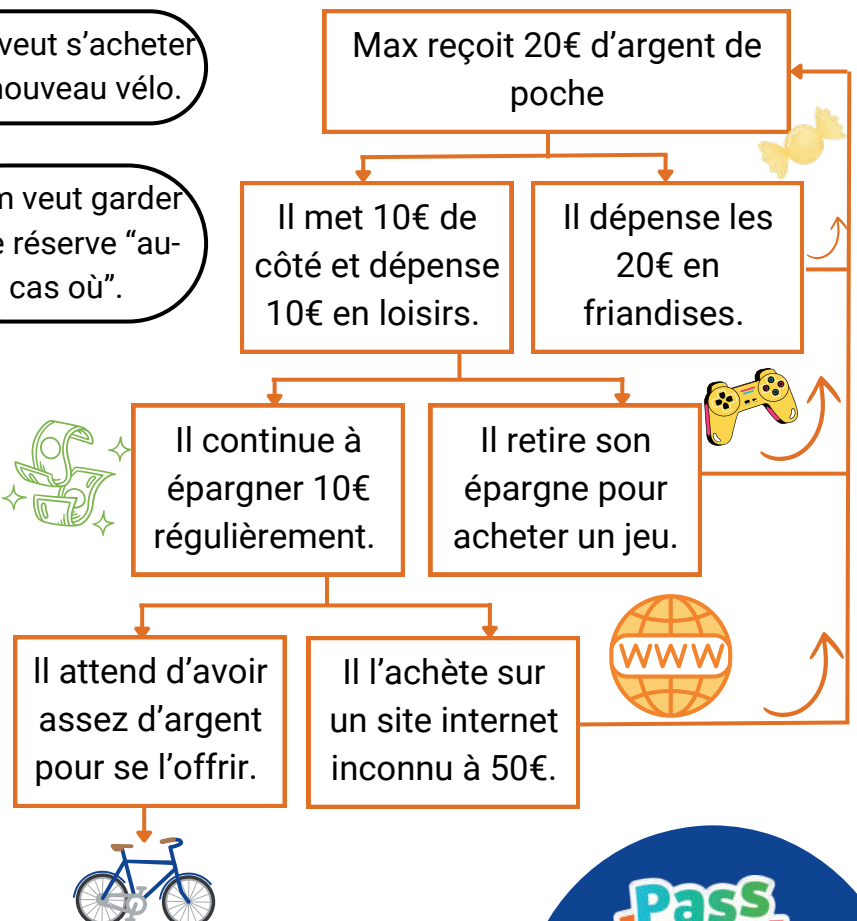 veut s'acheter
nouveau vélo.
veut garder
réserve “au-
cas où”.
Max reçoit 20€ d'argent de
poche
Il met 10€ de
côté et dépense
10€ en loisirs.
Il dépense les
20€ en
friandises.
Il continue à
épargner 10€
régulièrement.
Il retire son
épargne pour
acheter un jeu.
WWW
Il attend d'avoir
assez d'argent
pour se l'offrir.
Il l'achète sur
un site internet
inconnu à 50€.
Pass